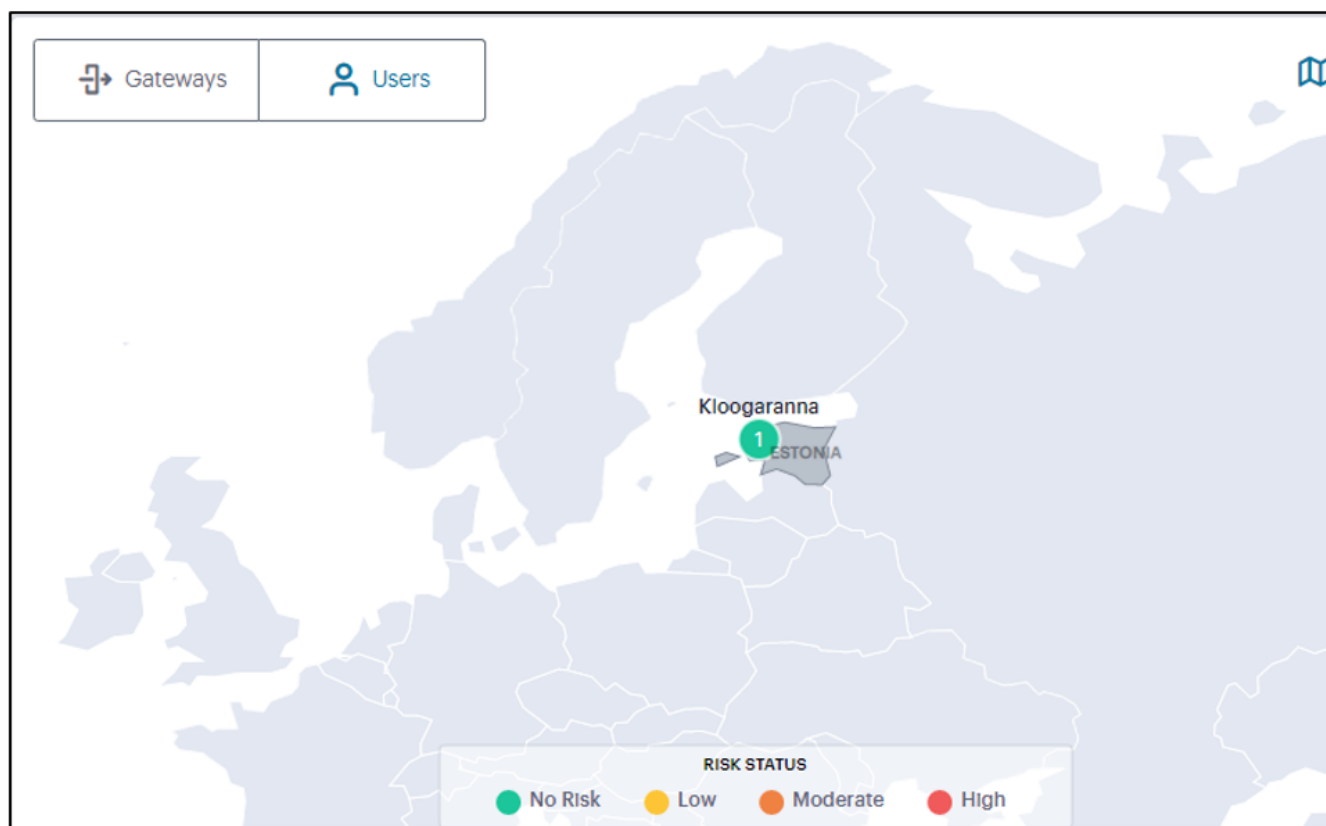 Gateways
Users
Kloogaranna
1
ESTONIA
RISK STATUS
No Risk
Low
Moderate
High